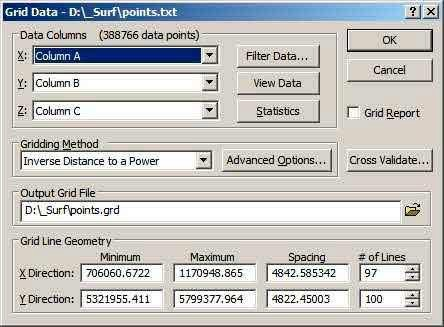 Grid Data - D:\_Surf\points.txt
Data Columns (388766 data points)
X: Column A
Filter Data...
OK
Y: Column B
View Data
Cancel
Z: Column C
Statistics
Grid Report
Gridding Method
Inverse Distance to a Power
Advanced Options...
Cross Validate...
Output Grid File
D:\_Surf\points.grd
Grid Line Geometry
Minimum Maximum Spacing # of Lines
X Direction: 706060.6722 1170948.865 4842.585342 97
Y Direction: 5321955.411 5799377.964 4822.45003 100